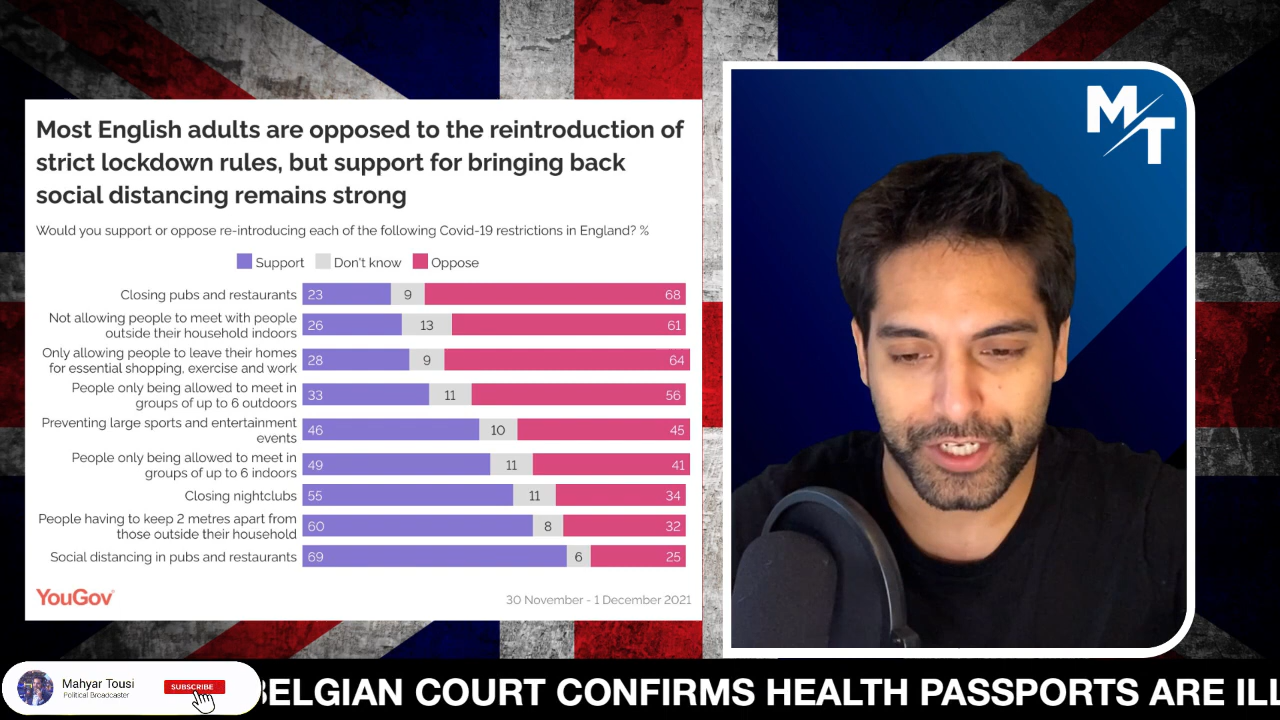 Most English adults are opposed to the reintroduction of
strict lockdown rules, but support for bringing back
social distancing remains strong
Would you support or oppose re-introducing each of the following Covid-19 restrictions in England? %
Support Don't know Oppose
Closing pubs and restaurants 23 9 68
Not allowing people to meet with people
outside their household indoors 26 13 61
Only allowing people to leave their homes
for essential shopping, exercise and work 28 9 64
People only being allowed to meet in
groups of up to 6 outdoors 33 11 56
Preventing large sports and entertainment
events 46 10 45
People only being allowed to meet in
groups of up to 6 indoors 49 11 41
Closing nightclubs 55 11 34
People having to keep 2 metres apart from
those outside their household 60 8 32
Social distancing in pubs and restaurants 69 6 25
YouGov 30 November - 1 December 2021
M/T
Mahyar Tousi
Political Broadcaster
SUBSCRIBE
BELGIAN COURT CONFIRMS HEALTH PASSPORTS ARE ILL